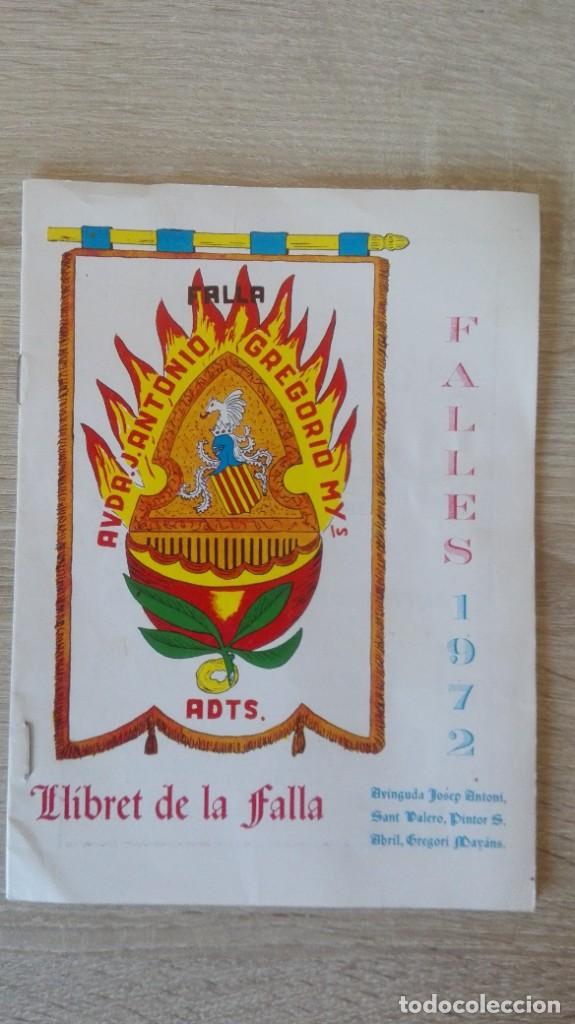 FALLA
AVDA. J. ANTONIO GREGORIO MYˢ
ADTS.
FALLES 1972
Llibret de la Falla
Avinguda Josep Antoni,
Sant Valero, Pintor S.
Abril, Gregori Mayáns.
todocoleccion